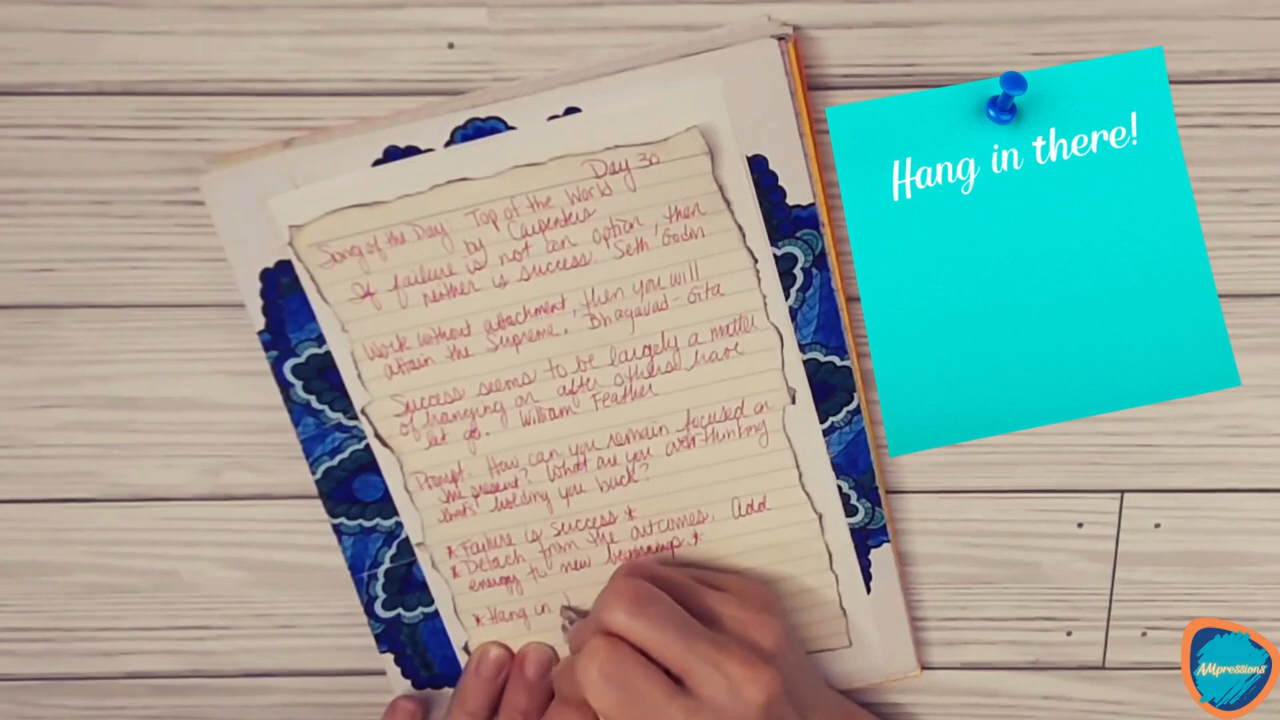 Day 30
Song of the Day Top of the World
by Carpenters
If failure is not an option, then
neither is success. Seth Godin
Work without attachment, then you will
attain the Supreme. Bhagavad-Gita
Success seems to be largely a matter
of hanging on after others have
let go. William Feather
Prompt. How can you remain focused on
the present? What are you overthinking
that's holding you back?
*Failure is success*
*Detach from the outcomes. Add
energy to new beginnings.*
*Hang in
Hang in there!
AMpressions